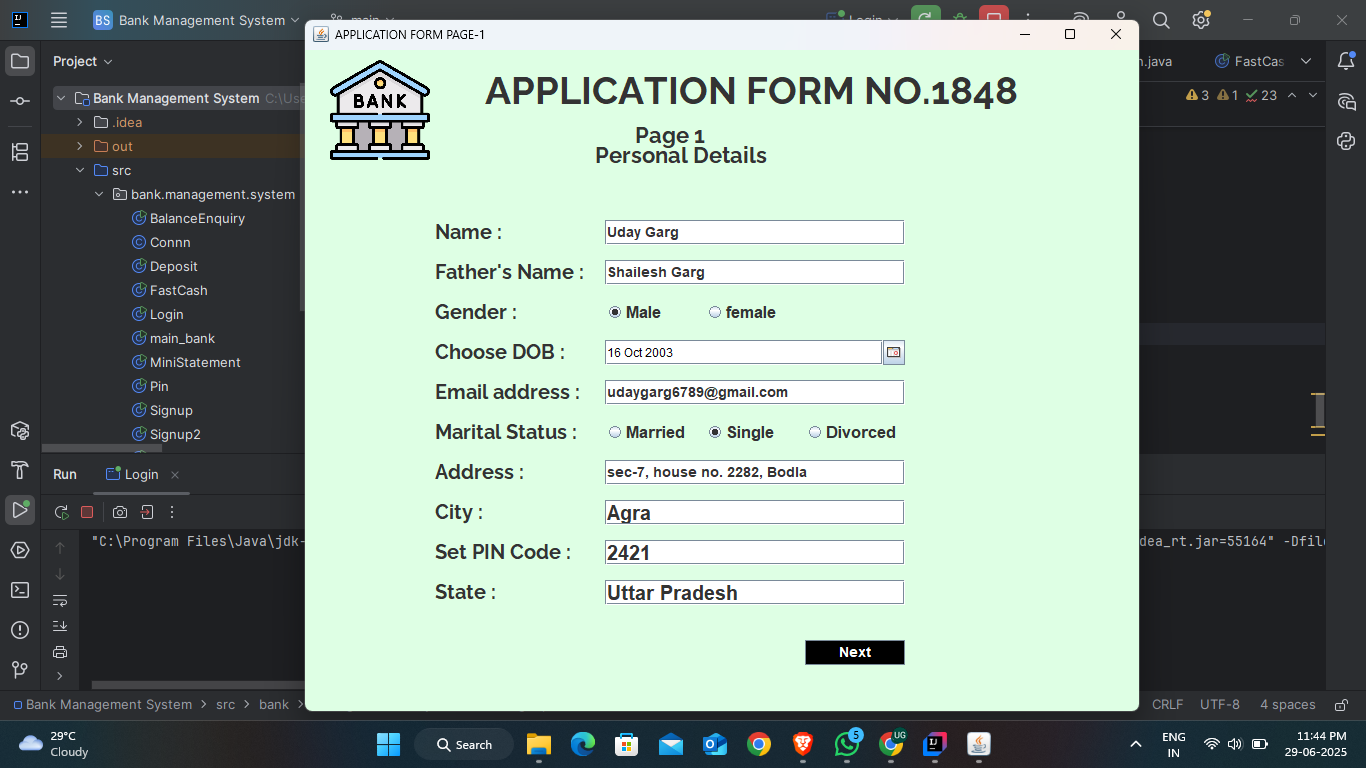 BS Bank Management System main Login
APPLICATION FORM PAGE-1
Project
n.java FastCas
Bank Management System C:\Use
3 1 23
.idea
out
src
bank.management.system
BalanceEnquiry
Connn
Deposit
FastCash
Login
main_bank
MiniStatement
Pin
Signup
Signup2
BANK
APPLICATION FORM NO.1848
Page 1
Personal Details
Name : Uday Garg
Father's Name : Shailesh Garg
Gender : Male female
Choose DOB : 16 Oct 2003
Email address : udaygarg6789@gmail.com
Marital Status : Married Single Divorced
Address : sec-7, house no. 2282, Bodla
City : Agra
Set PIN Code : 2421
State : Uttar Pradesh
Next
Run Login
"C:\Program Files\Java\jdk- dea_rt.jar=55164" -Dfil
Bank Management System > src > bank >
CRLF UTF-8 4 spaces
29°C
Cloudy
Search
5
UG
ENG
IN
11:44 PM
29-06-2025